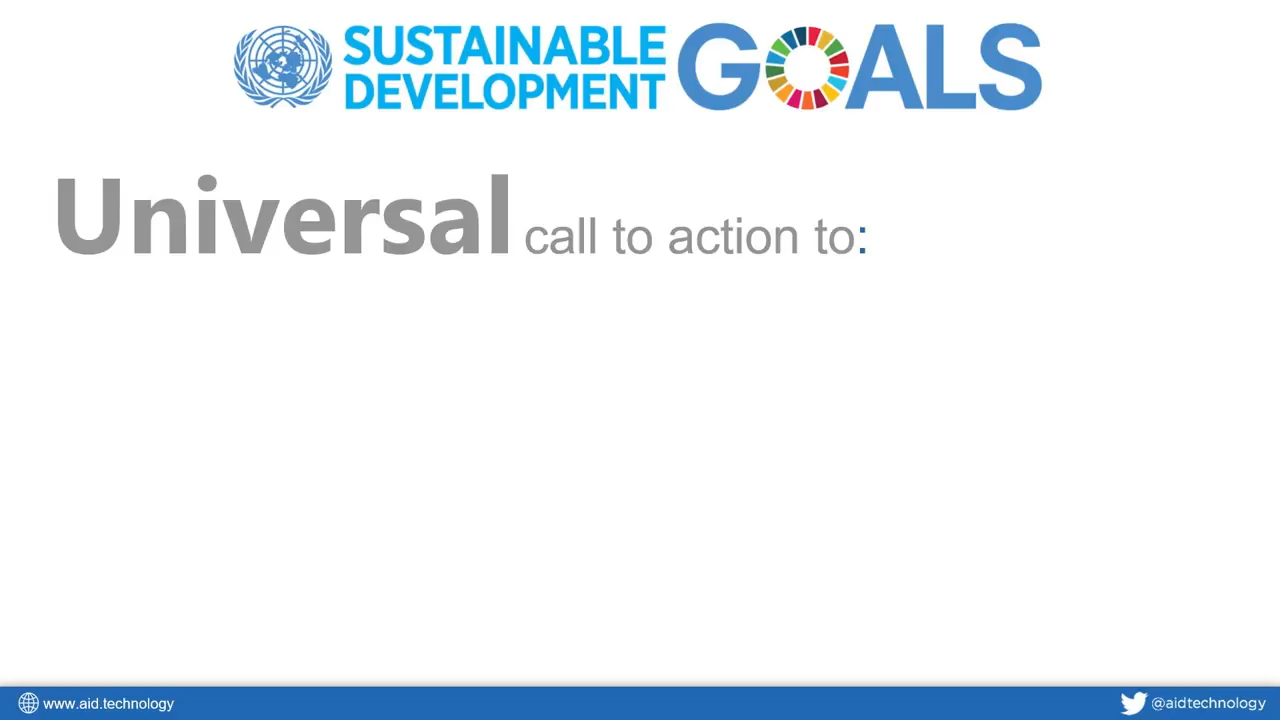 SUSTAINABLE DEVELOPMENT GOALS
Universal call to action to:
www.aid.technology
@aidtechnology